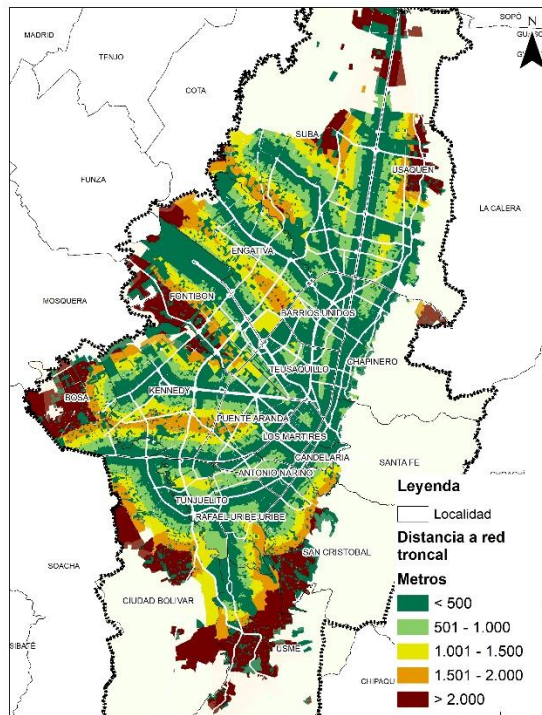 SOPÓ
MADRID
TENJO
N
COTA
SUBA
USAQUEN
FUNZA
LA CALERA
ENGATIVA
MOSQUERA
FONTIBON
BARRIOS UNIDOS
CHAPINERO
TEUSAQUILLO
BOSA
KENNEDY
PUENTE ARANDA
LOS MARTIRES
CANDELARIA
SANTA FE
ANTONIO NARIÑO
TUNJUELITO
RAFAEL URIBE URIBE
SAN CRISTOBAL
SOACHA
CIUDAD BOLIVAR
USME
SIBATÉ
CHIPAQU
Leyenda
Localidad
Distancia a red
troncal
Metros
< 500
501 - 1.000
1.001 - 1.500
1.501 - 2.000
> 2.000